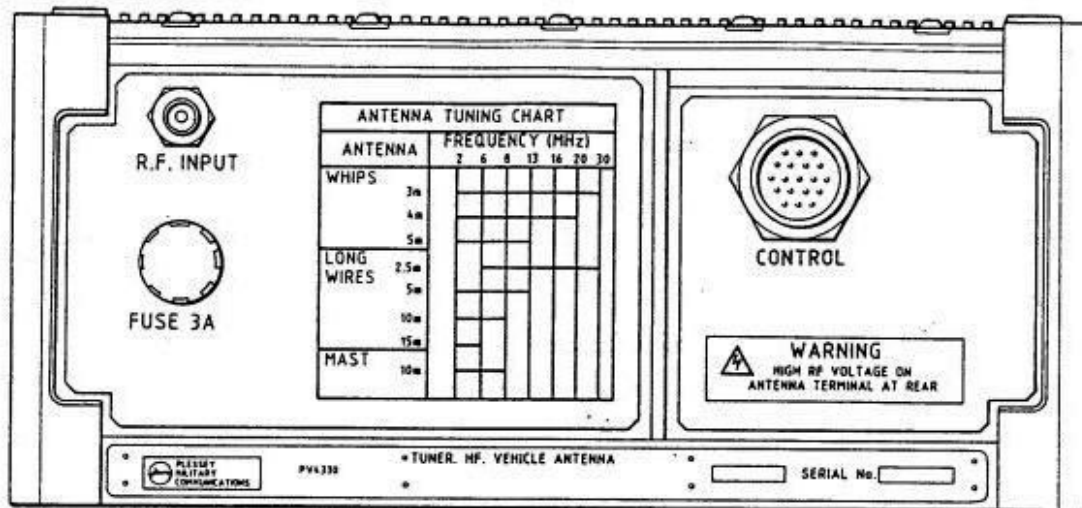 R.F. INPUT
FUSE 3A
ANTENNA TUNING CHART
ANTENNA
FREQUENCY (MHz)
2 6 8 13 16 20 30
WHIPS
3m
4m
5m
LONG
WIRES
2.5m
5m
10m
15m
MAST
10m
CONTROL
WARNING
HIGH RF VOLTAGE ON
ANTENNA TERMINAL AT REAR
PLESSEY
MILITARY
COMMUNICATIONS
PV4330
TUNER. HF. VEHICLE ANTENNA
SERIAL No.